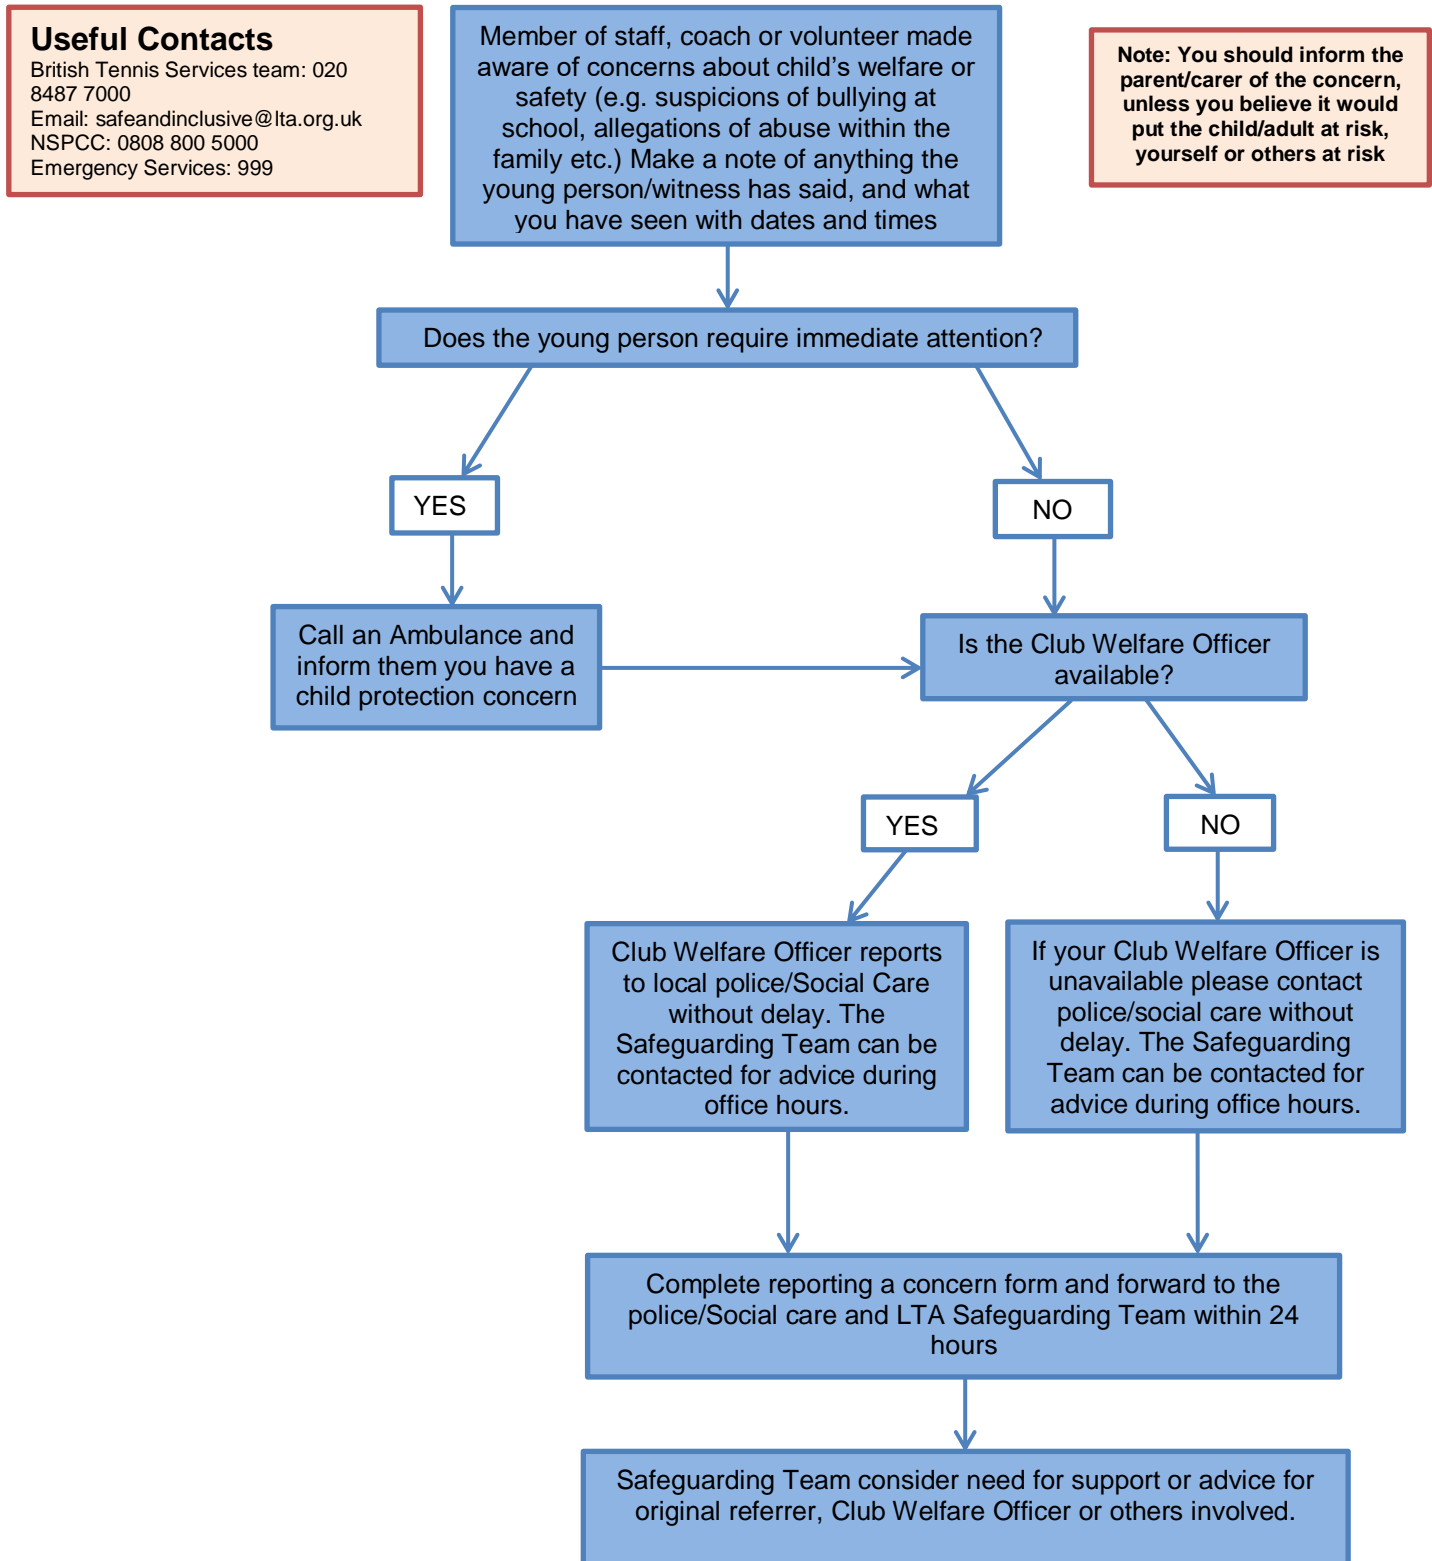 Useful Contacts
British Tennis Services team: 020
8487 7000
Email: safeandinclusive@lta.org.uk
NSPCC: 0808 800 5000
Emergency Services: 999
Member of staff, coach or volunteer made
aware of concerns about child’s welfare or
safety (e.g. suspicions of bullying at
school, allegations of abuse within the
family etc.) Make a note of anything the
young person/witness has said, and what
you have seen with dates and times
Note: You should inform the
parent/carer of the concern,
unless you believe it would
put the child/adult at risk,
yourself or others at risk
Does the young person require immediate attention?
YES
NO
Call an Ambulance and
inform them you have a
child protection concern
Is the Club Welfare Officer
available?
YES
NO
Club Welfare Officer reports
to local police/Social Care
without delay. The
Safeguarding Team can be
contacted for advice during
office hours.
If your Club Welfare Officer is
unavailable please contact
police/social care without
delay. The Safeguarding
Team can be contacted for
advice during office hours.
Complete reporting a concern form and forward to the
police/Social care and LTA Safeguarding Team within 24
hours
Safeguarding Team consider need for support or advice for
original referrer, Club Welfare Officer or others involved.